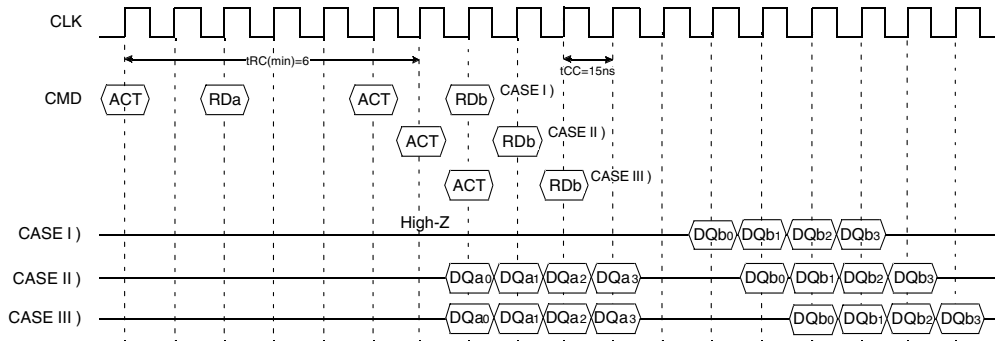 CLK
tRC(min)=6
tCC=15ns
CMD
ACT RDa ACT RDb CASE I )
ACT RDb CASE II )
ACT RDb CASE III )
High-Z
CASE I ) DQb0 DQb1 DQb2 DQb3
CASE II ) DQa0 DQa1 DQa2 DQa3 DQb0 DQb1 DQb2 DQb3
CASE III ) DQa0 DQa1 DQa2 DQa3 DQb0 DQb1 DQb2 DQb3